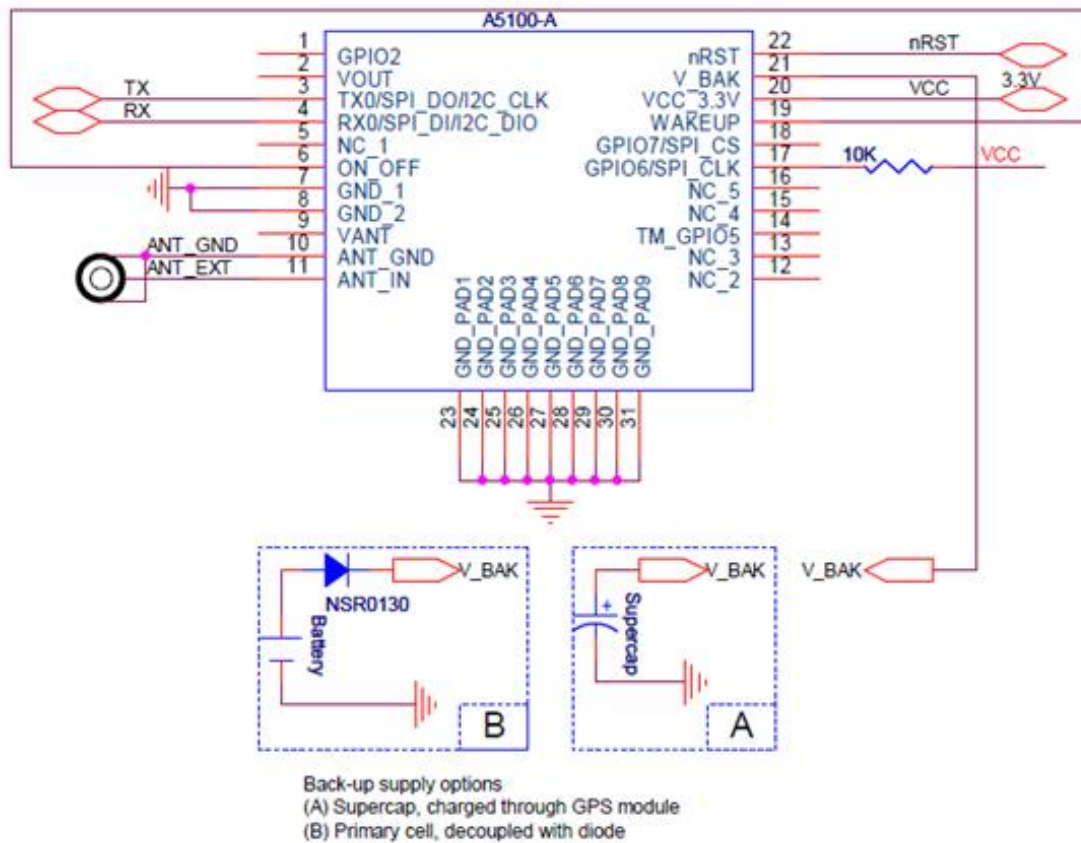 A5100-A
1 GPIO2 nRST 22 nRST
2 VOUT V_BAK 21
TX 3 TX0/SPI_DO/I2C_CLK VCC_3.3V 20 VCC 3.3V
RX 4 RX0/SPI_DI/I2C_DIO WAKEUP 19
5 NC_1 GPIO7/SPI_CS 18
6 ON_OFF GPIO6/SPI_CLK 17 10K VCC
7 GND_1 NC_5 16
8 GND_2 NC_4 15
9 VANT TM_GPIO5 14
ANT_GND 10 ANT_GND NC_3 13
ANT_EXT 11 ANT_IN NC_2 12
GND_PAD1 GND_PAD2 GND_PAD3 GND_PAD4 GND_PAD5 GND_PAD6 GND_PAD7 GND_PAD8 GND_PAD9
23 24 25 26 27 28 29 30 31
V_BAK V_BAK V_BAK
NSR0130
+
Battery Supercap
B A
Back-up supply options
(A) Supercap, charged through GPS module
(B) Primary cell, decoupled with diode